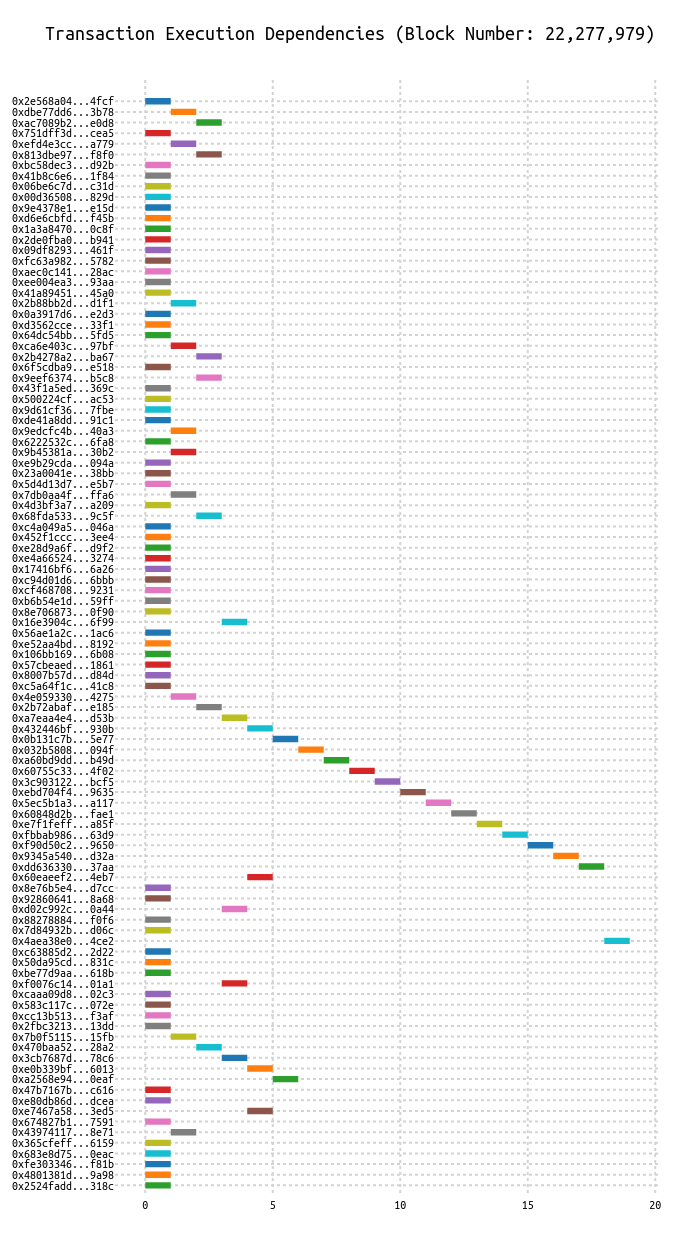 Transaction Execution Dependencies (Block Number: 22,277,979)
0x2e568a04...4fcf
0xdbe77dd6...3b78
0xac7089b2...e0d8
0x751dff3d...cea5
0xefd4e3cc...a779
0x813dbe97...f8f0
0xbc58dec3...d92b
0x41b8c6e6...1f84
0x06be6c7d...c31d
0x00d36508...829d
0x9e4378e1...e15d
0xd6e6cbfd...f45b
0x1a3a8470...0c8f
0x2de0fba0...b941
0x09df8293...461f
0xfc63a982...5782
0xaec0c141...28ac
0xee004ea3...93aa
0x41a89451...45a0
0x2b88bb2d...d1f1
0x0a3917d6...e2d3
0xd3562cce...33f1
0x64dc54bb...5fd5
0xca6e403c...97bf
0x2b4278a2...ba67
0x6f5cdba9...e518
0x9eef6374...b5c8
0x43f1a5ed...369c
0x500224cf...ac53
0x9d61cf36...7fbe
0xde41a8dd...91c1
0x9edcfc4b...40a3
0x6222532c...6fa8
0x9b45381a...30b2
0xe9b29cda...094a
0x23a0041e...38bb
0x5d4d13d7...e5b7
0x7db0aa4f...ffa6
0x4d3bf3a7...a209
0x68fda533...9c5f
0xc4a049a5...046a
0x452f1ccc...3ee4
0xe28d9a6f...d9f2
0xe4a66524...3274
0x17416bf6...6a26
0xc94d01d6...6bbb
0xcf468708...9231
0xb6b54e1d...59ff
0x8e706873...0f90
0x16e3904c...6f99
0x56ae1a2c...1ac6
0xe52aa4bd...8192
0x106bb169...6b08
0x57cbeaed...1861
0x8007b57d...d84d
0xc5a64f1c...41c8
0x4e059330...4275
0x2b72abaf...e185
0xa7eaa4e4...d53b
0x432446bf...930b
0x0b131c7b...5e77
0x032b5808...094f
0xa60bd9dd...b49d
0x60755c33...4f02
0x3c903122...bcf5
0xebd704f4...9635
0x5ec5b1a3...a117
0x60848d2b...fae1
0xe7f1feff...a85f
0xfbbab986...63d9
0xf90d50c2...9650
0x9345a540...d32a
0xdd636330...37aa
0x60eaeef2...4eb7
0x8e76b5e4...d7cc
0x92860641...8a68
0xd02c992c...0a44
0x88278884...f0f6
0x7d84932b...d06c
0x4aea38e0...4ce2
0xc63885d2...2d22
0x50da95cd...831c
0xbe77d9aa...618b
0xf0076c14...01a1
0xcaaa09d8...02c3
0x583c117c...072e
0xcc13b513...f3af
0x2fbc3213...13dd
0x7b0f5115...15fb
0x470baa52...28a2
0x3cb7687d...78c6
0xe0b339bf...6013
0xa2568e94...0eaf
0x47b7167b...c616
0xe80db86d...dcea
0xe7467a58...3ed5
0x674827b1...7591
0x43974117...8e71
0x365cfeff...6159
0x683e8d75...0eac
0xfe303346...f81b
0x4801381d...9a98
0x2524fadd...318c
0 5 10 15 20